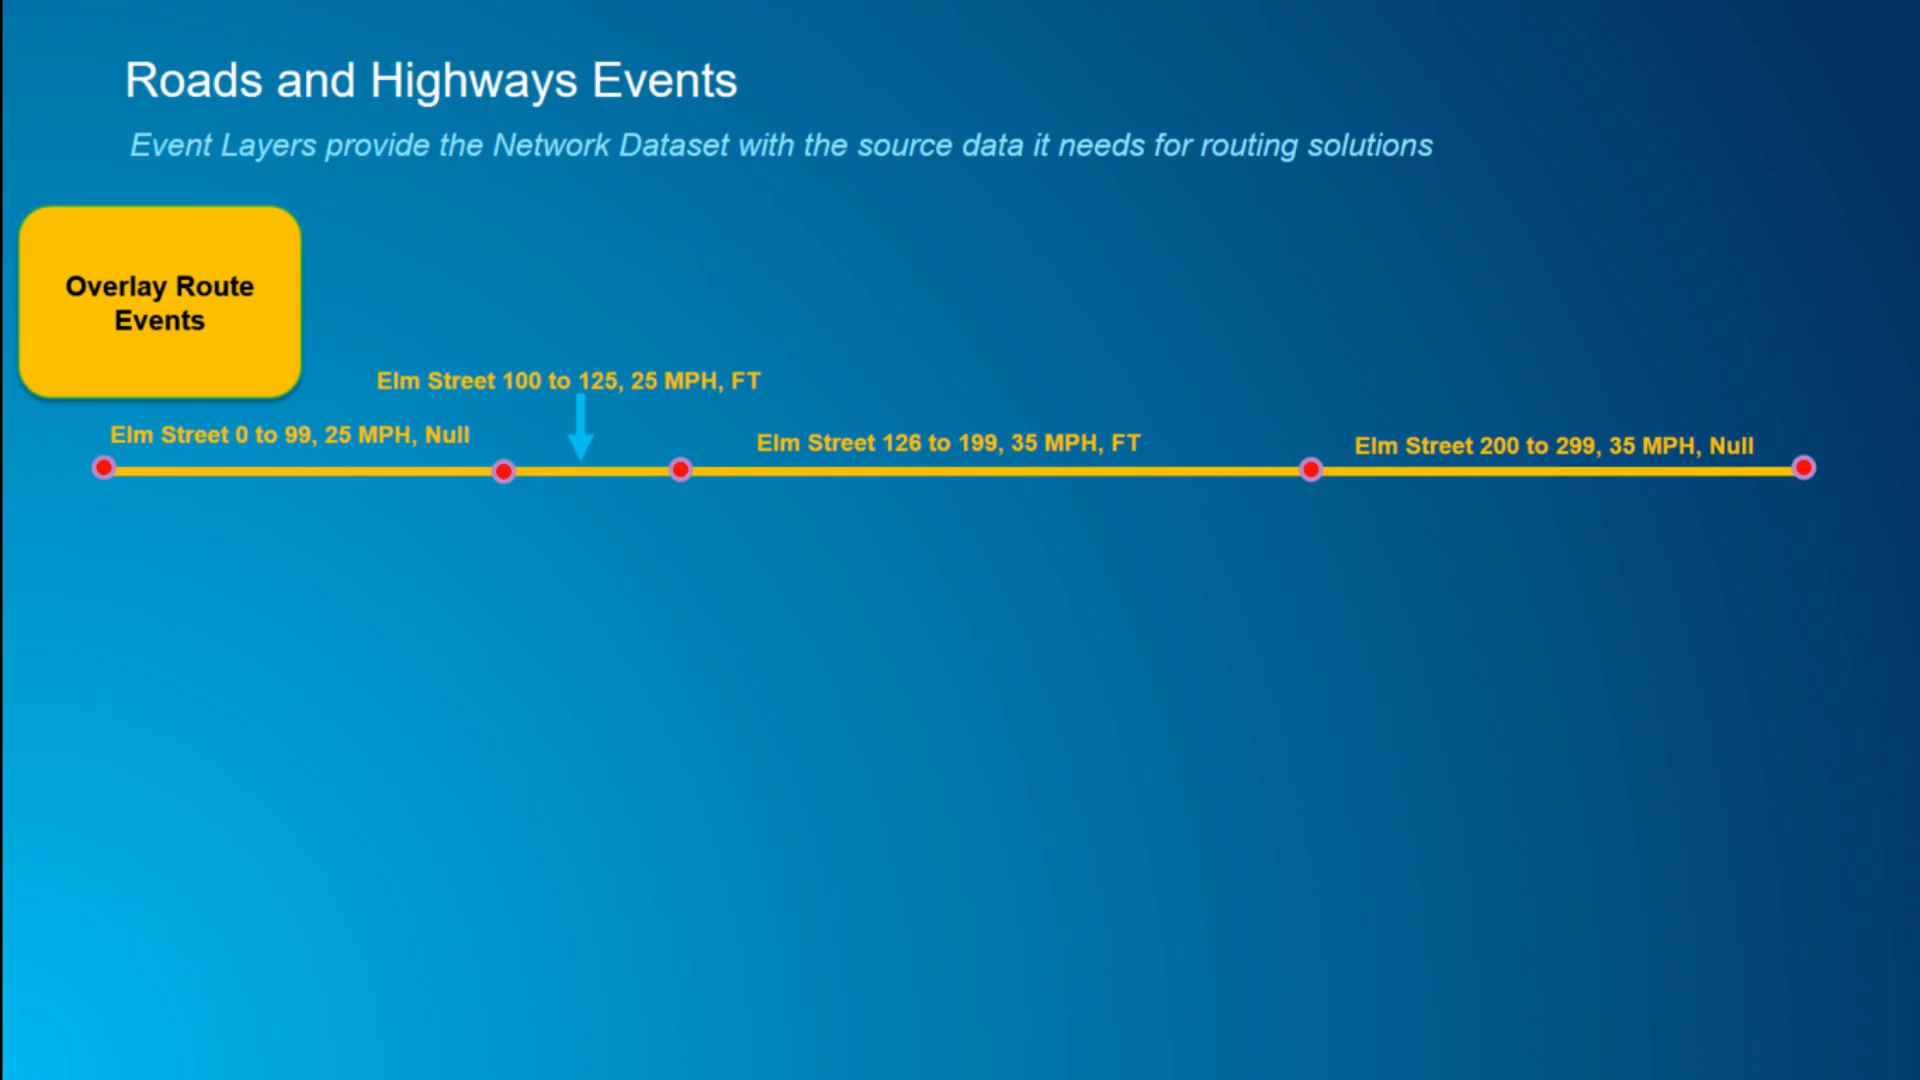 Roads and Highways Events
Event Layers provide the Network Dataset with the source data it needs for routing solutions
Overlay Route
Events
Elm Street 100 to 125, 25 MPH, FT
Elm Street 0 to 99, 25 MPH, Null
Elm Street 126 to 199, 35 MPH, FT
Elm Street 200 to 299, 35 MPH, Null